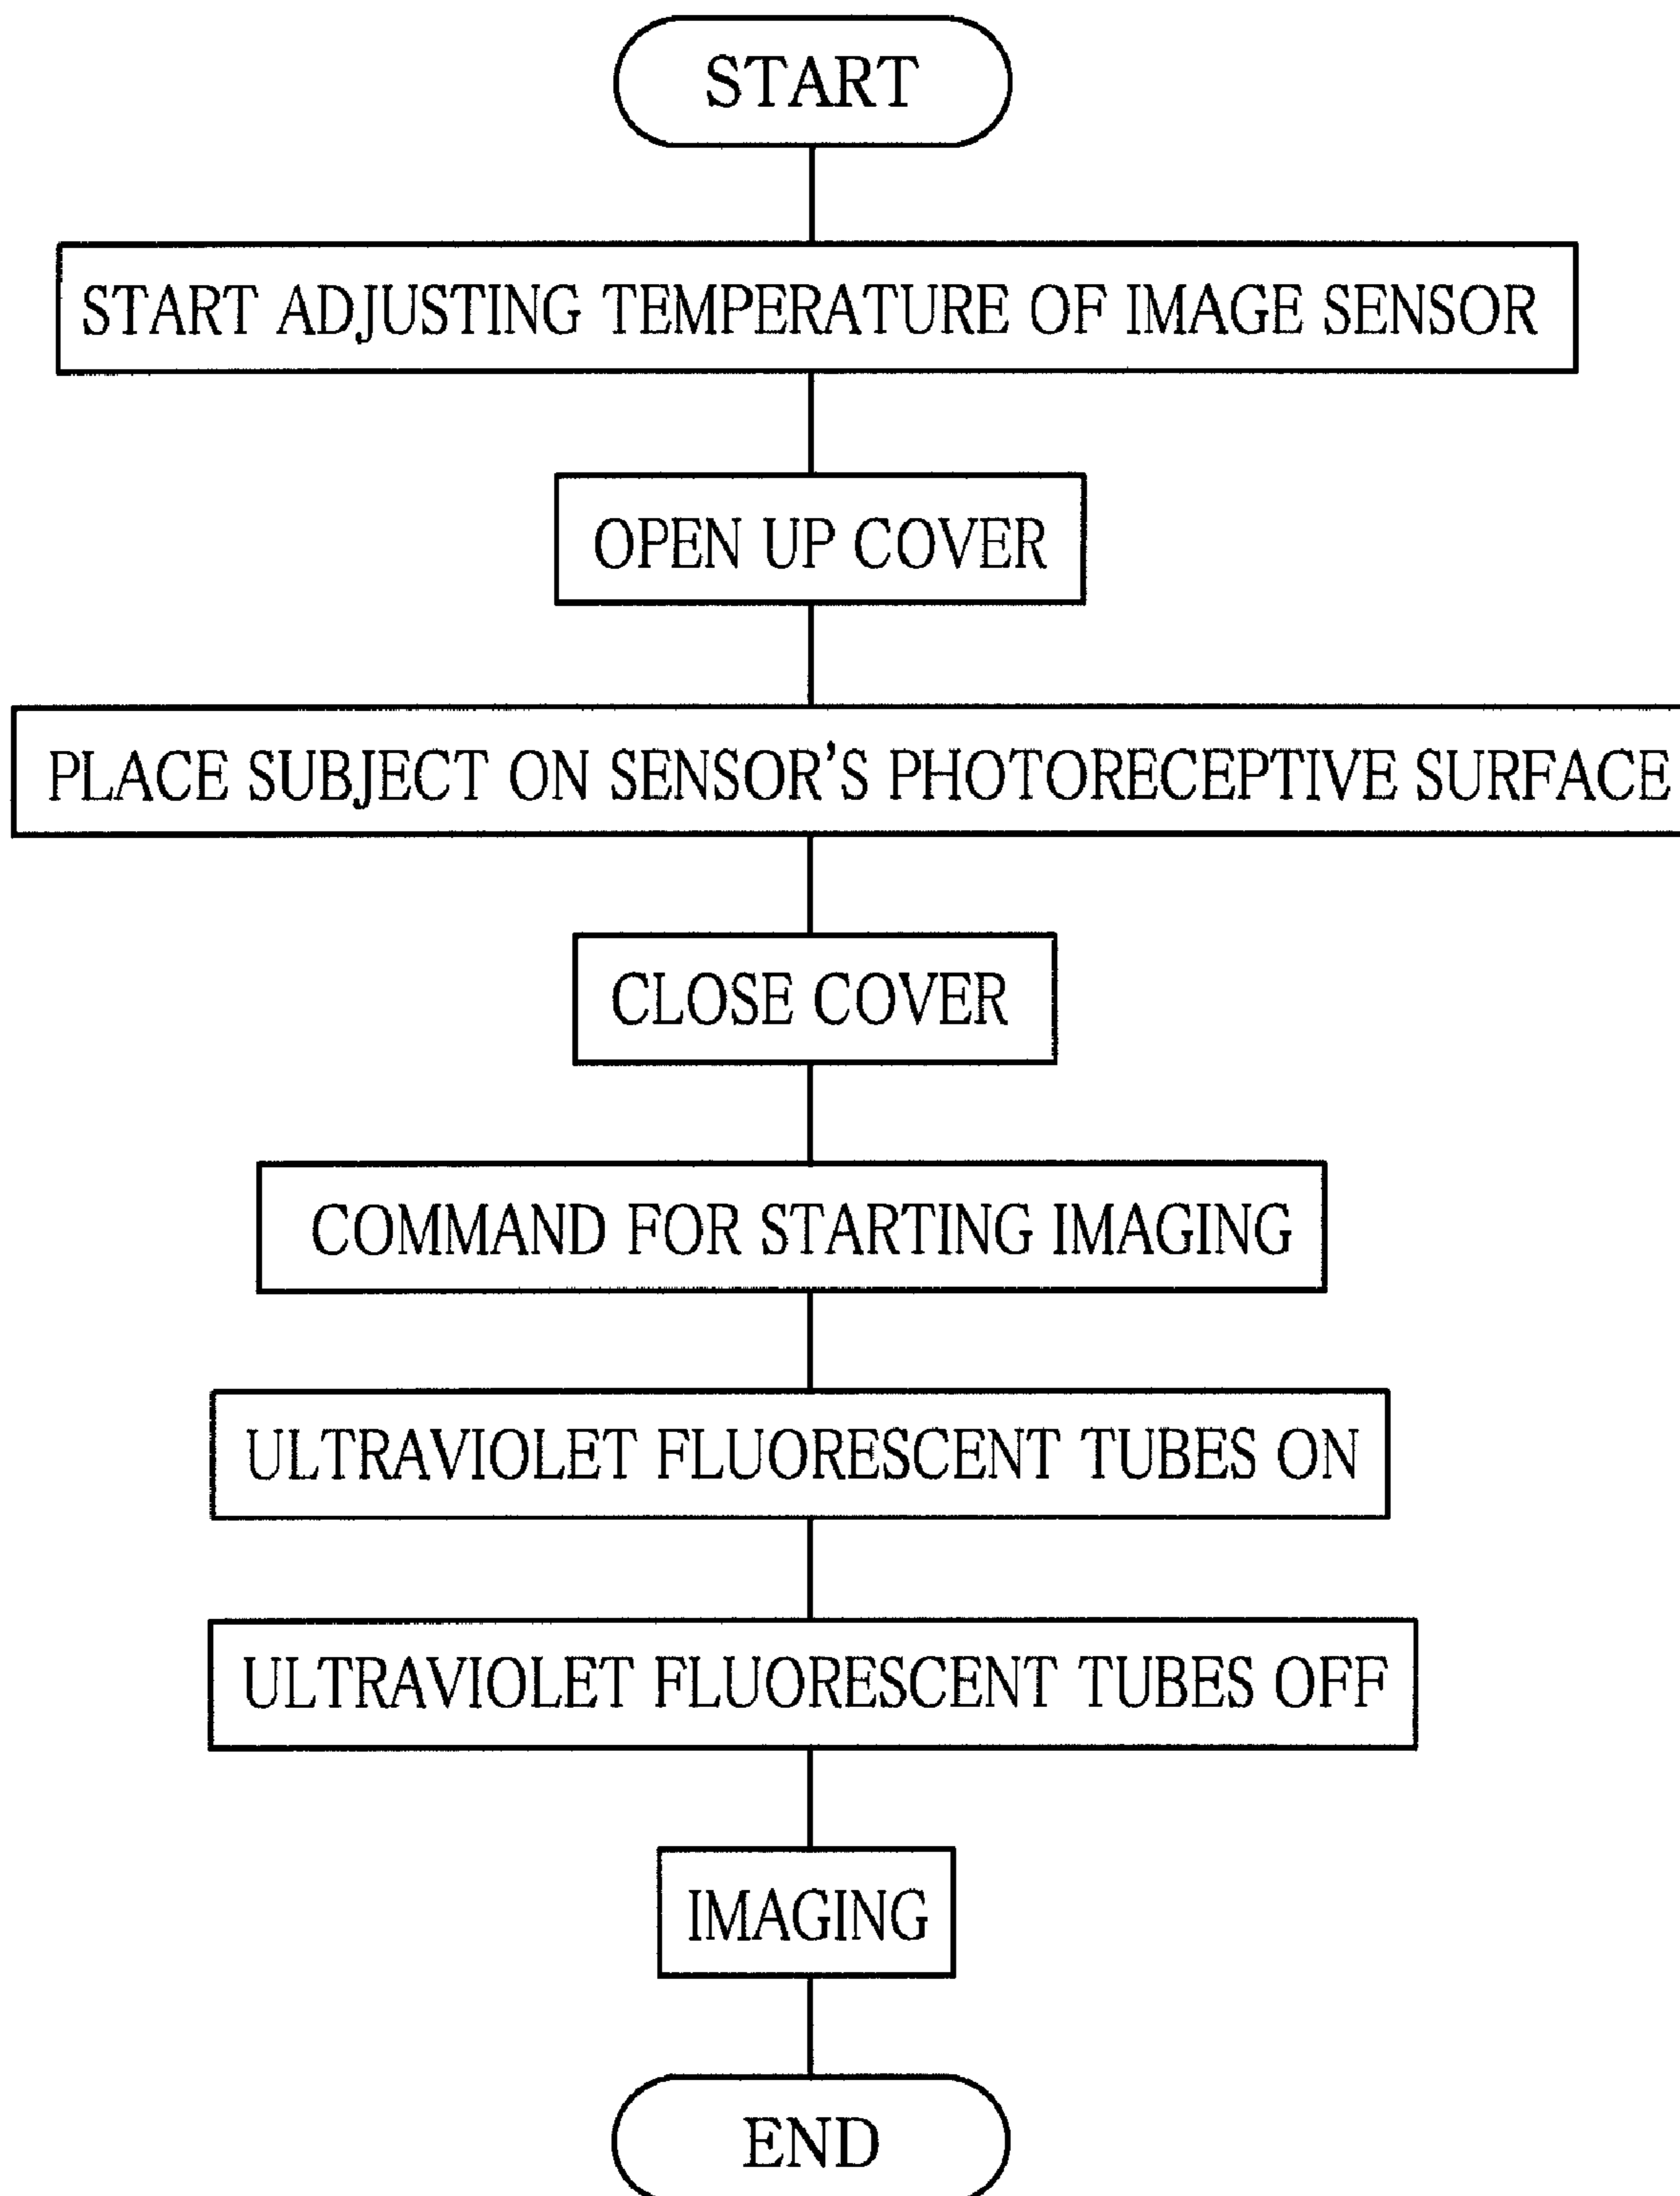 START
START ADJUSTING TEMPERATURE OF IMAGE SENSOR
OPEN UP COVER
PLACE SUBJECT ON SENSOR'S PHOTORECEPTIVE SURFACE
CLOSE COVER
COMMAND FOR STARTING IMAGING
ULTRAVIOLET FLUORESCENT TUBES ON
ULTRAVIOLET FLUORESCENT TUBES OFF
IMAGING
END